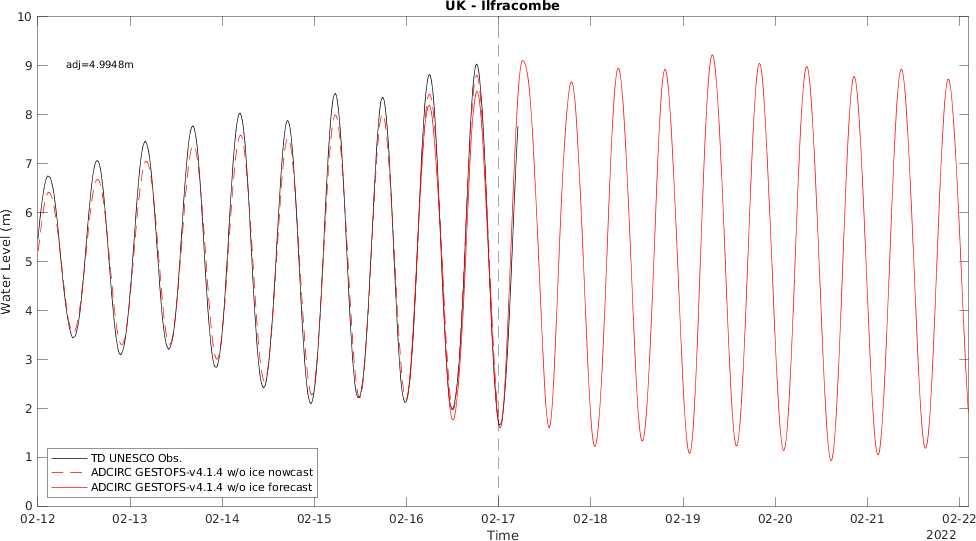 UK - Ilfracombe
10
9
8
7
6
5
4
3
2
1
0
Water Level (m)
adj=4.9948m
TD UNESCO Obs.
ADCIRC GESTOFS-v4.1.4 w/o ice nowcast
ADCIRC GESTOFS-v4.1.4 w/o ice forecast
02-12 02-13 02-14 02-15 02-16 02-17 02-18 02-19 02-20 02-21 02-22
Time
2022